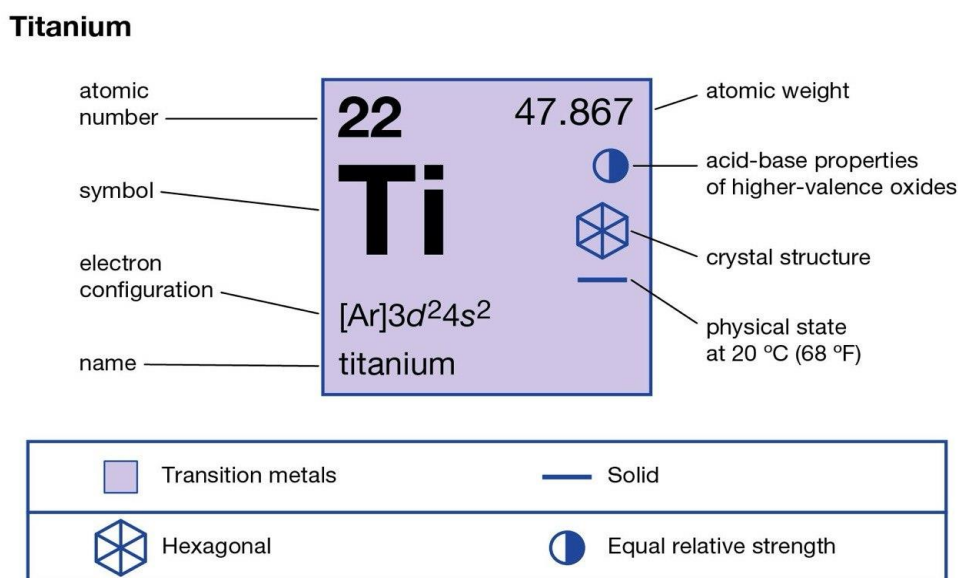 Titanium
atomic
number
symbol
electron
configuration
name
22
47.867
Ti
[Ar]3d²4s²
titanium
atomic weight
acid-base properties
of higher-valence oxides
crystal structure
physical state
at 20 ºC (68 ºF)
Transition metals
Solid
Hexagonal
Equal relative strength